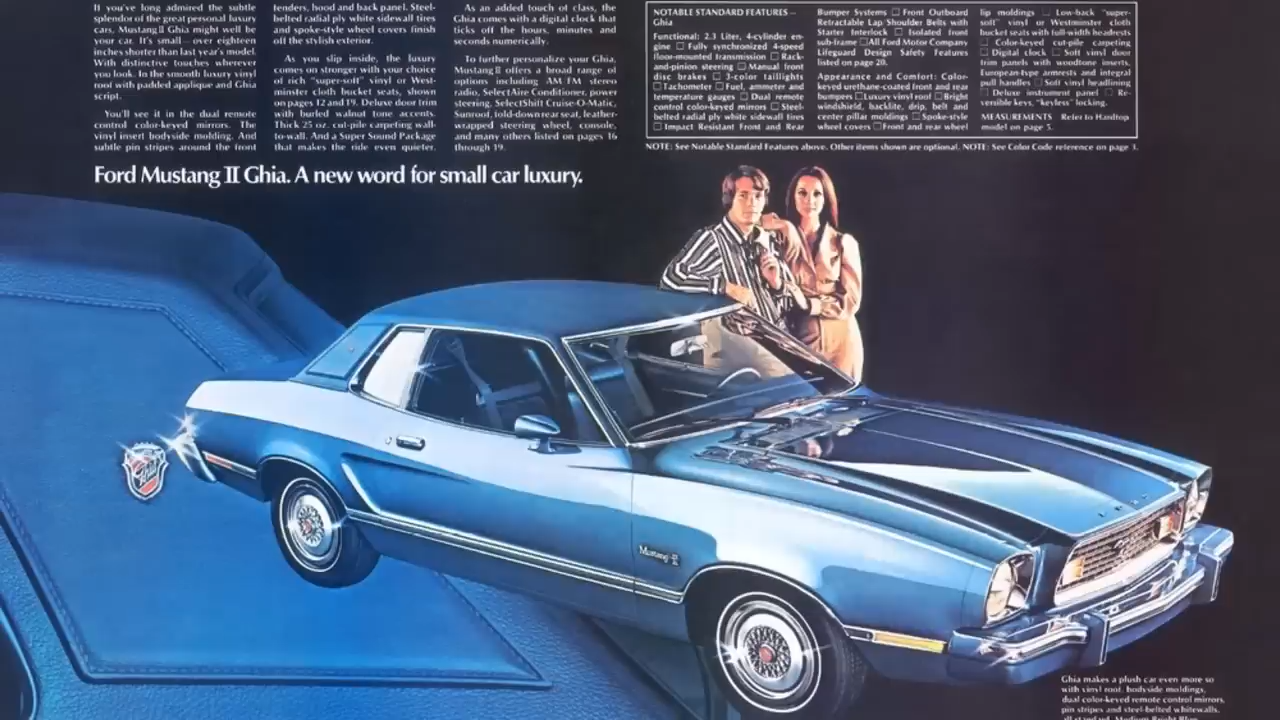 If you've long admired the subtle
splendor of the great personal luxury
cars, Mustang II Ghia might well be
your car. It's small—over eighteen
inches shorter than last year's model.
With distinctive touches wherever
you look. In the smooth luxury vinyl
roof with padded applique and Ghia
script.
You'll see it in the dual remote
control color-keyed mirrors. The
vinyl insert bodyside molding. And
subtle pin stripes around the front
fenders, hood and back panel. Steel-
belted radial ply white sidewall tires
and spoke-style wheel covers finish
off the stylish exterior.
As you slip inside, the luxury
comes on stronger with your choice
of rich "super-soft" vinyl or West-
minster cloth bucket seats, shown
on pages 12 and 19. Deluxe door trim
with burled walnut tone accents.
Thick 25 oz. cut-pile carpeting wall-
to-wall. And a Super Sound Package
that makes the ride even quieter.
As an added touch of class, the
Ghia comes with a digital clock that
ticks off the hours, minutes and
seconds numerically.
To further personalize your Ghia,
Mustang II offers a broad range of
options including AM/FM stereo
radio, SelectAire Conditioner, power
steering, SelectShift Cruise-O-Matic,
Sunroof, fold-down rear seat, leather-
wrapped steering wheel, console,
and many others listed on pages 16
through 19.
NOTABLE STANDARD FEATURES—
Ghia
Functional: 2.3 Liter, 4-cylinder en-
gine □ Fully synchronized 4-speed
floor-mounted transmission □ Rack-
and-pinion steering □ Manual front
disc brakes □ 3-color taillights
□ Tachometer □ Fuel, ammeter and
temperature gauges □ Dual remote
control color-keyed mirrors □ Steel-
belted radial ply white sidewall tires
□ Impact Resistant Front and Rear
Bumper Systems □ Front Outboard
Retractable Lap/Shoulder Belts with
Starter Interlock □ Isolated front
sub-frame □ All Ford Motor Company
Lifeguard Design Safety Features
listed on page 20.
Appearance and Comfort: Color-
keyed urethane-coated front and rear
bumpers □ Luxury vinyl roof □ Bright
windshield, backlite, drip, belt and
center pillar moldings □ Spoke-style
wheel covers □ Front and rear wheel
lip moldings □ Low-back "super-
soft" vinyl or Westminster cloth
bucket seats with full-width headrests
□ Color-keyed cut-pile carpeting
□ Digital clock □ Soft vinyl door
trim panels with woodtone inserts,
European-type armrests and integral
pull handles □ Soft vinyl headlining
□ Deluxe instrument panel □ Re-
versible keys, "keyless" locking.
MEASUREMENTS Refer to Hardtop
model on page 5.
NOTE: See Notable Standard Features above. Other items shown are optional. NOTE: See Color Code reference on page 3.
Ford Mustang II Ghia. A new word for small car luxury.
Ghia
Mustang II
FORD
Ghia makes a plush car even more so
with vinyl roof, bodyside moldings,
dual color-keyed remote control mirrors,
pin stripes and steel-belted whitewalls,
all standard. Medium Bright Blue